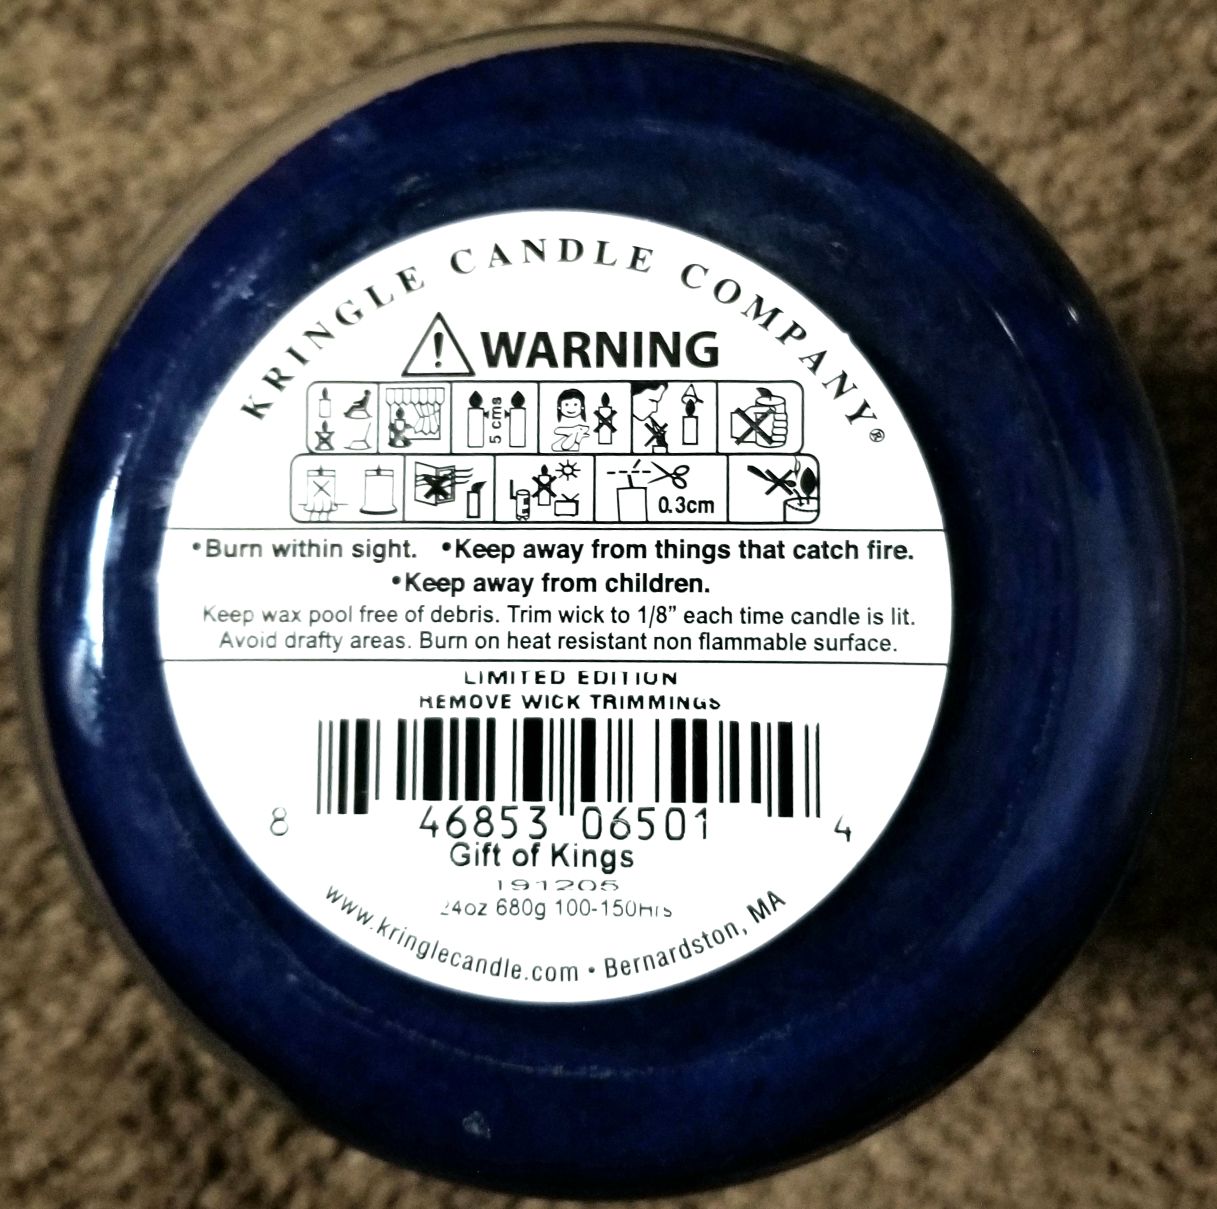 KRINGLE CANDLE COMPANY®
WARNING
5 cms
0.3cm
•Burn within sight. •Keep away from things that catch fire.
•Keep away from children.
Keep wax pool free of debris. Trim wick to 1/8” each time candle is lit.
Avoid drafty areas. Burn on heat resistant non flammable surface.
LIMITED EDITION
REMOVE WICK TRIMMINGS
8 46853 06501 4
Gift of Kings
191205
24oz 680g 100-150Hrs
www.kringlecandle.com • Bernardston, MA